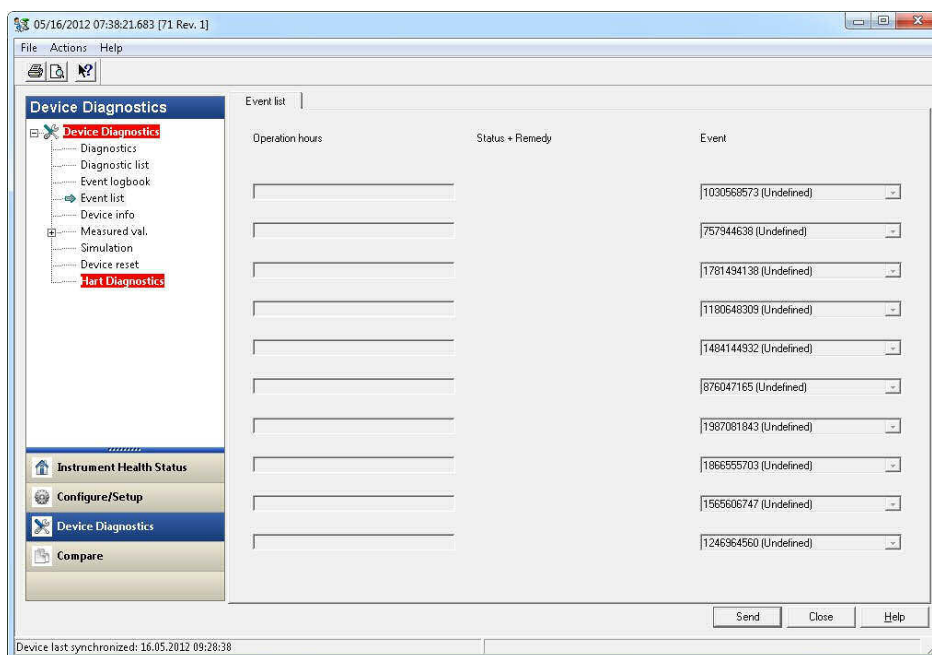 05/16/2012 07:38:21.683 [71 Rev. 1]
File Actions Help
Device Diagnostics
Device Diagnostics
Diagnostics
Diagnostic list
Event logbook
Event list
Device info
Measured val.
Simulation
Device reset
Hart Diagnostics
Instrument Health Status
Configure/Setup
Device Diagnostics
Compare
Event list
Operation hours Status + Remedy Event
1030568573 (Undefined)
757944638 (Undefined)
1781494138 (Undefined)
1180648309 (Undefined)
1484144932 (Undefined)
876047165 (Undefined)
1987081843 (Undefined)
1866555703 (Undefined)
1565606747 (Undefined)
1246964560 (Undefined)
Send Close Help
Device last synchronized: 16.05.2012 09:28:38